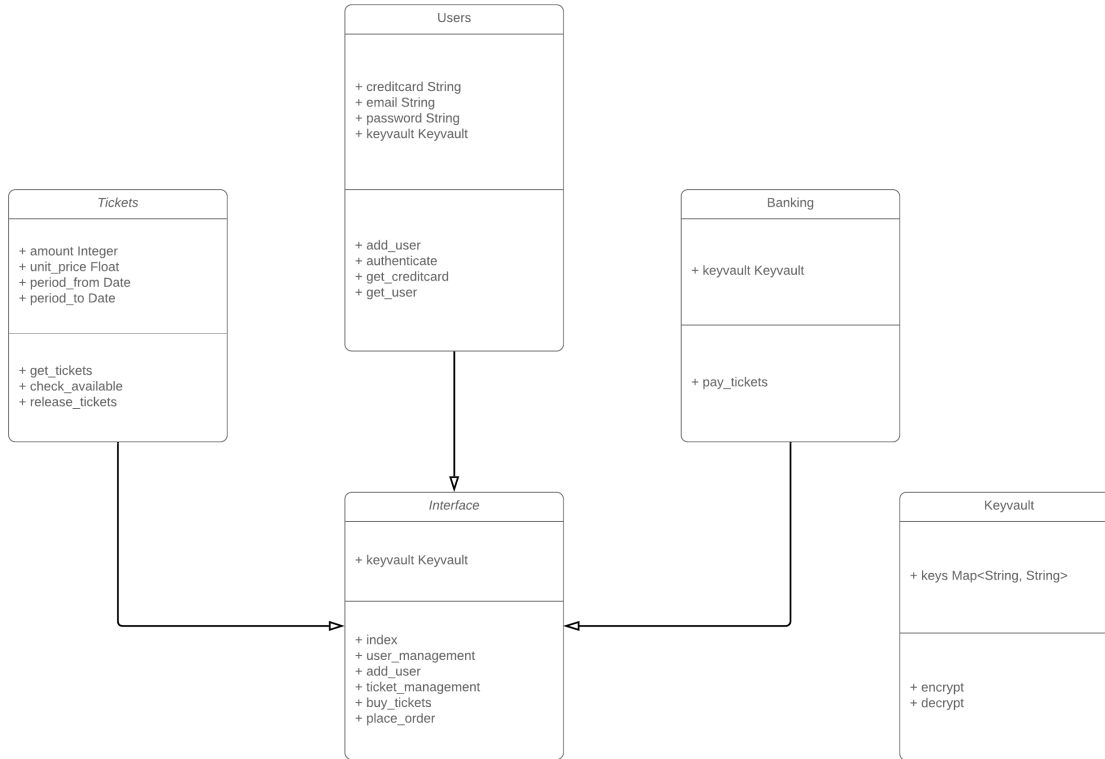 Users
+ creditcard String
+ email String
+ password String
+ keyvault Keyvault
+ add_user
+ authenticate
+ get_creditcard
+ get_user
Tickets
+ amount Integer
+ unit_price Float
+ period_from Date
+ period_to Date
+ get_tickets
+ check_available
+ release_tickets
Banking
+ keyvault Keyvault
+ pay_tickets
Interface
+ keyvault Keyvault
+ index
+ user_management
+ add_user
+ ticket_management
+ buy_tickets
+ place_order
Keyvault
+ keys Map<String, String>
+ encrypt
+ decrypt